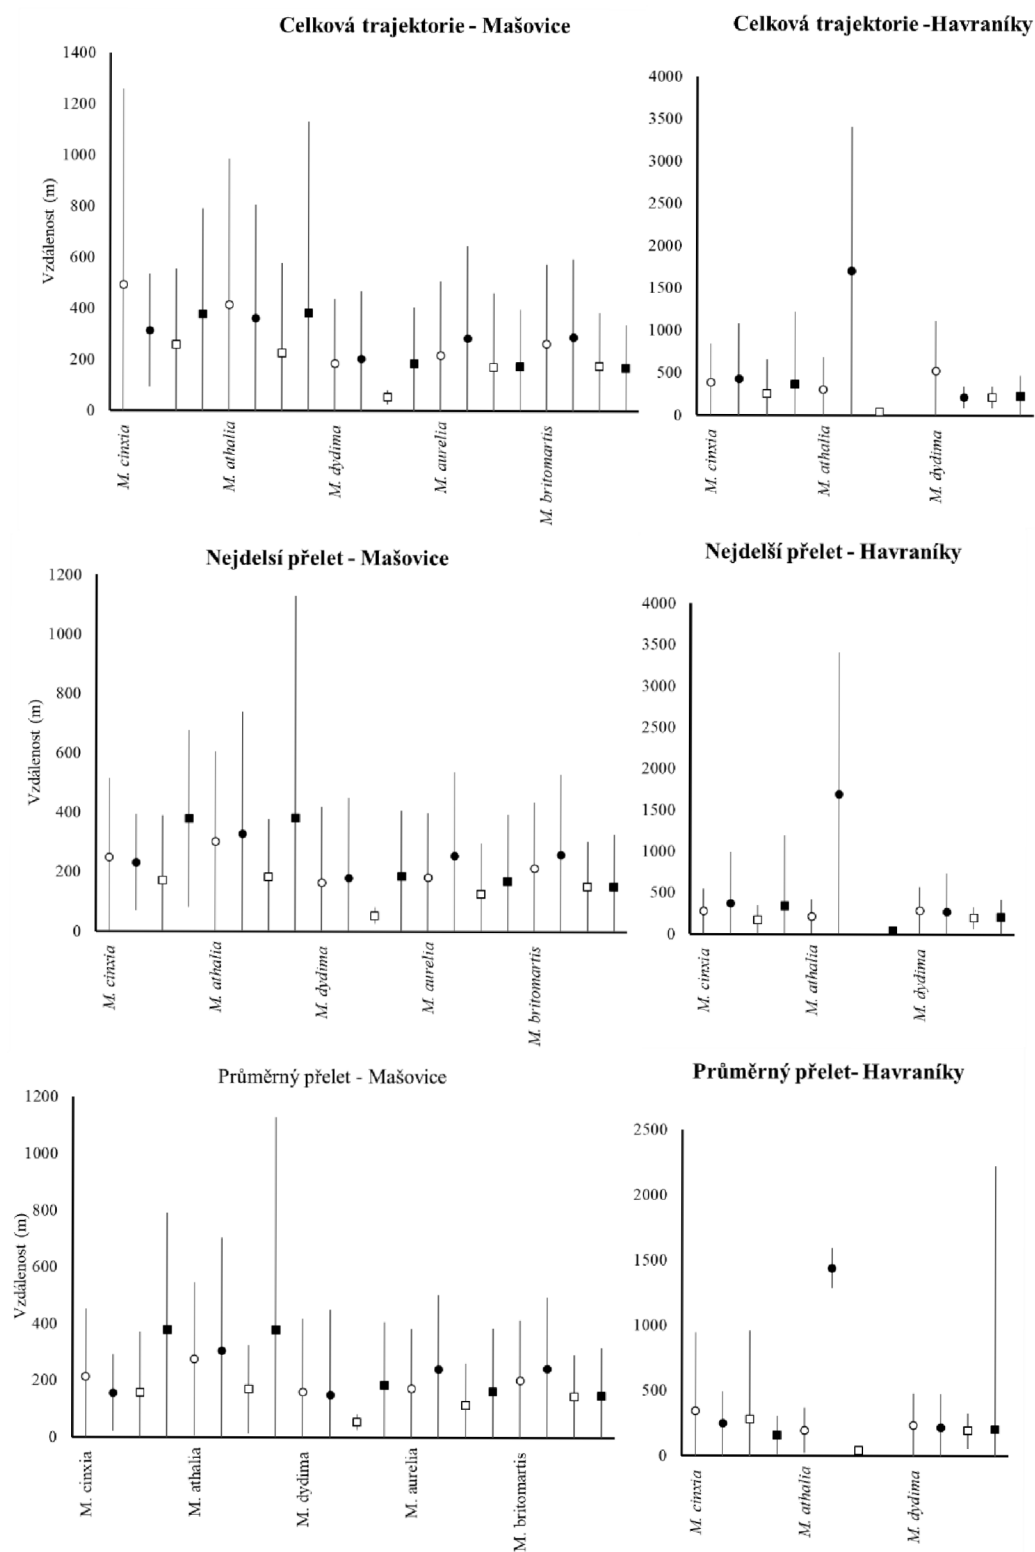 Celková trajektorie - Mašovice
1400
1200
1000
800
600
400
200
0
Vzdálenost (m)
M. cinxia
M. athalia
M. dydima
M. aurelia
M. britomartis
Celková trajektorie -Havraníky
4000
3500
3000
2500
2000
1500
1000
500
0
M. cinxia
M. athalia
M. dydima
Nejdelsí přelet - Mašovice
1200
1000
800
600
400
200
0
Vzdálenost (m)
M. cinxia
M. athalia
M. dydima
M. aurelia
M. britomartis
Nejdelší přelet - Havraníky
4000
3500
3000
2500
2000
1500
1000
500
0
M. cinxia
M. athalia
M. dydima
Průměrný přelet - Mašovice
1200
1000
800
600
400
200
0
Vzdálenost (m)
M. cinxia
M. athalia
M. dydima
M. aurelia
M. britomartis
Průměrný přelet- Havraníky
2500
2000
1500
1000
500
0
M. cinxia
M. athalia
M. dydima